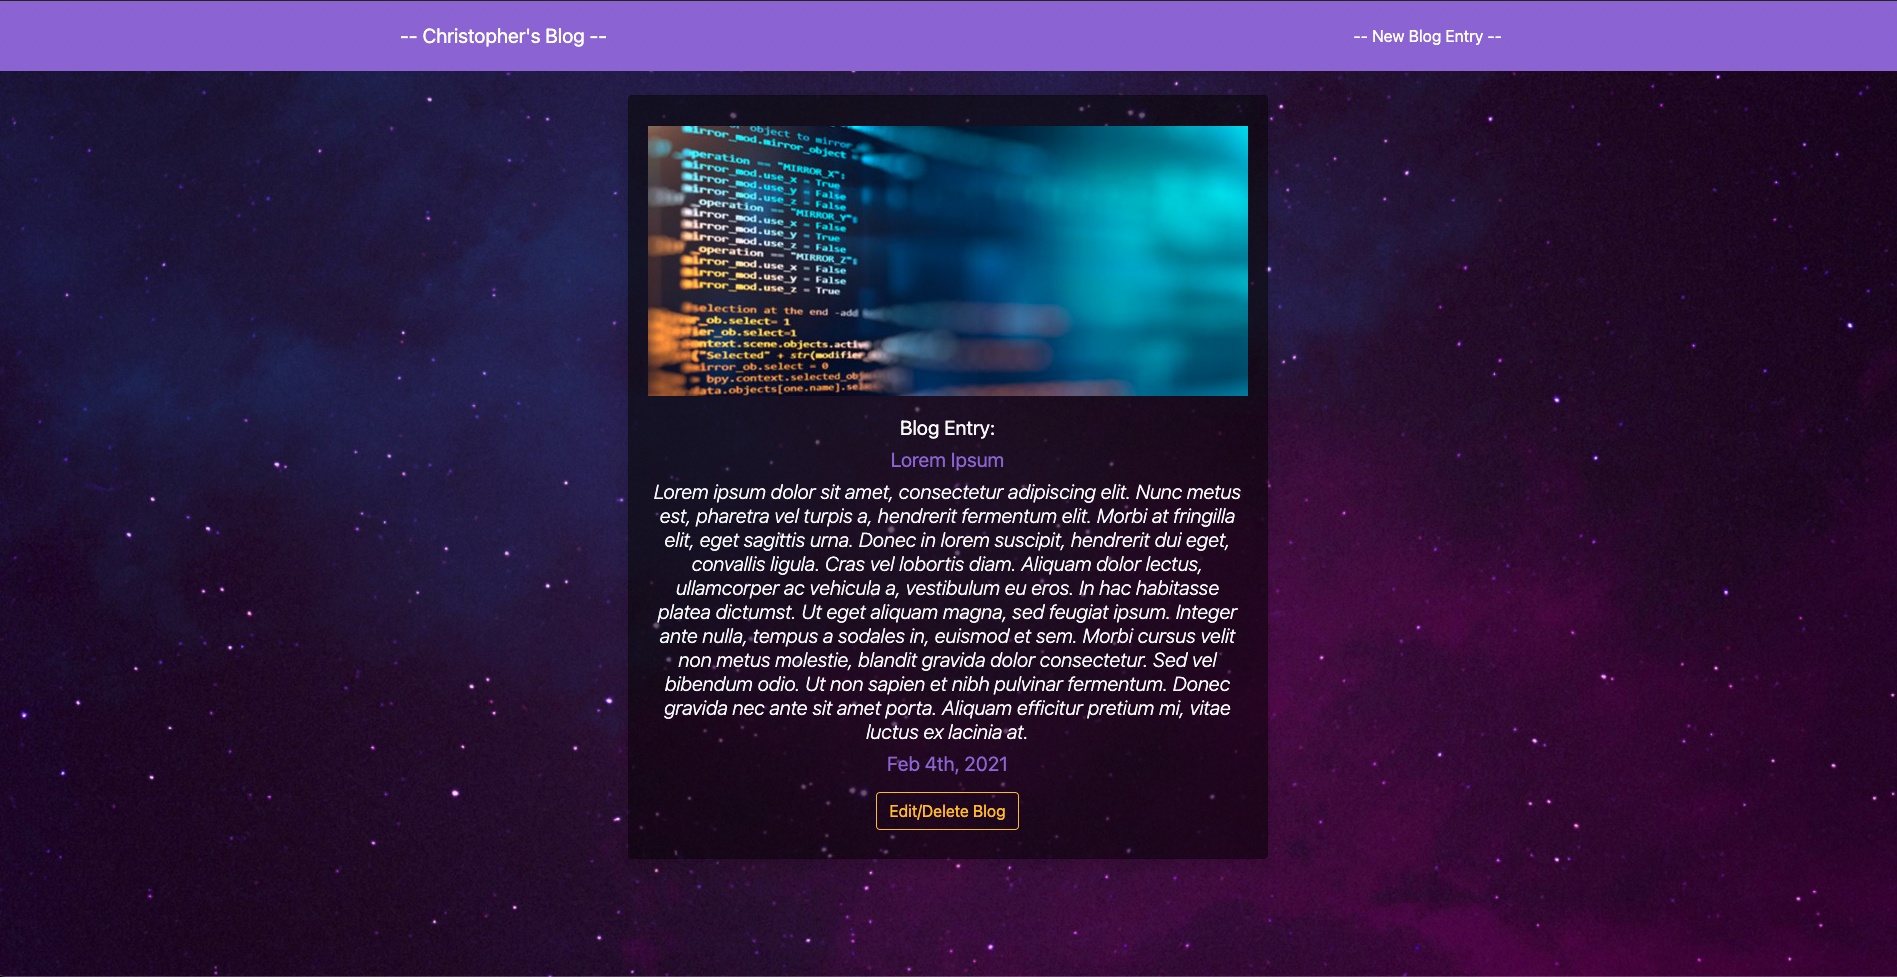 -- Christopher's Blog --
-- New Blog Entry --
object to mirror
mirror_mod.mirror_object =
operation == "MIRROR_X":
mirror_mod.use_x = True
mirror_mod.use_y = False
mirror_mod.use_z = False
_operation == "MIRROR_Y":
mirror_mod.use_x = False
mirror_mod.use_y = True
mirror_mod.use_z = False
_operation == "MIRROR_Z":
mirror_mod.use_x = False
mirror_mod.use_y = False
mirror_mod.use_z = True
selection at the end -add
_ob.select= 1
er_ob.select=1
ntext.scene.objects.active
("Selected" + str(modifier
irror_ob.select = 0
= bpy.context.selected_obj
data.objects[one.name].sel
Blog Entry:
Lorem Ipsum
Lorem ipsum dolor sit amet, consectetur adipiscing elit. Nunc metus
est, pharetra vel turpis a, hendrerit fermentum elit. Morbi at fringilla
elit, eget sagittis urna. Donec in lorem suscipit, hendrerit dui eget,
convallis ligula. Cras vel lobortis diam. Aliquam dolor lectus,
ullamcorper ac vehicula a, vestibulum eu eros. In hac habitasse
platea dictumst. Ut eget aliquam magna, sed feugiat ipsum. Integer
ante nulla, tempus a sodales in, euismod et sem. Morbi cursus velit
non metus molestie, blandit gravida dolor consectetur. Sed vel
bibendum odio. Ut non sapien et nibh pulvinar fermentum. Donec
gravida nec ante sit amet porta. Aliquam efficitur pretium mi, vitae
luctus ex lacinia at.
Feb 4th, 2021
Edit/Delete Blog